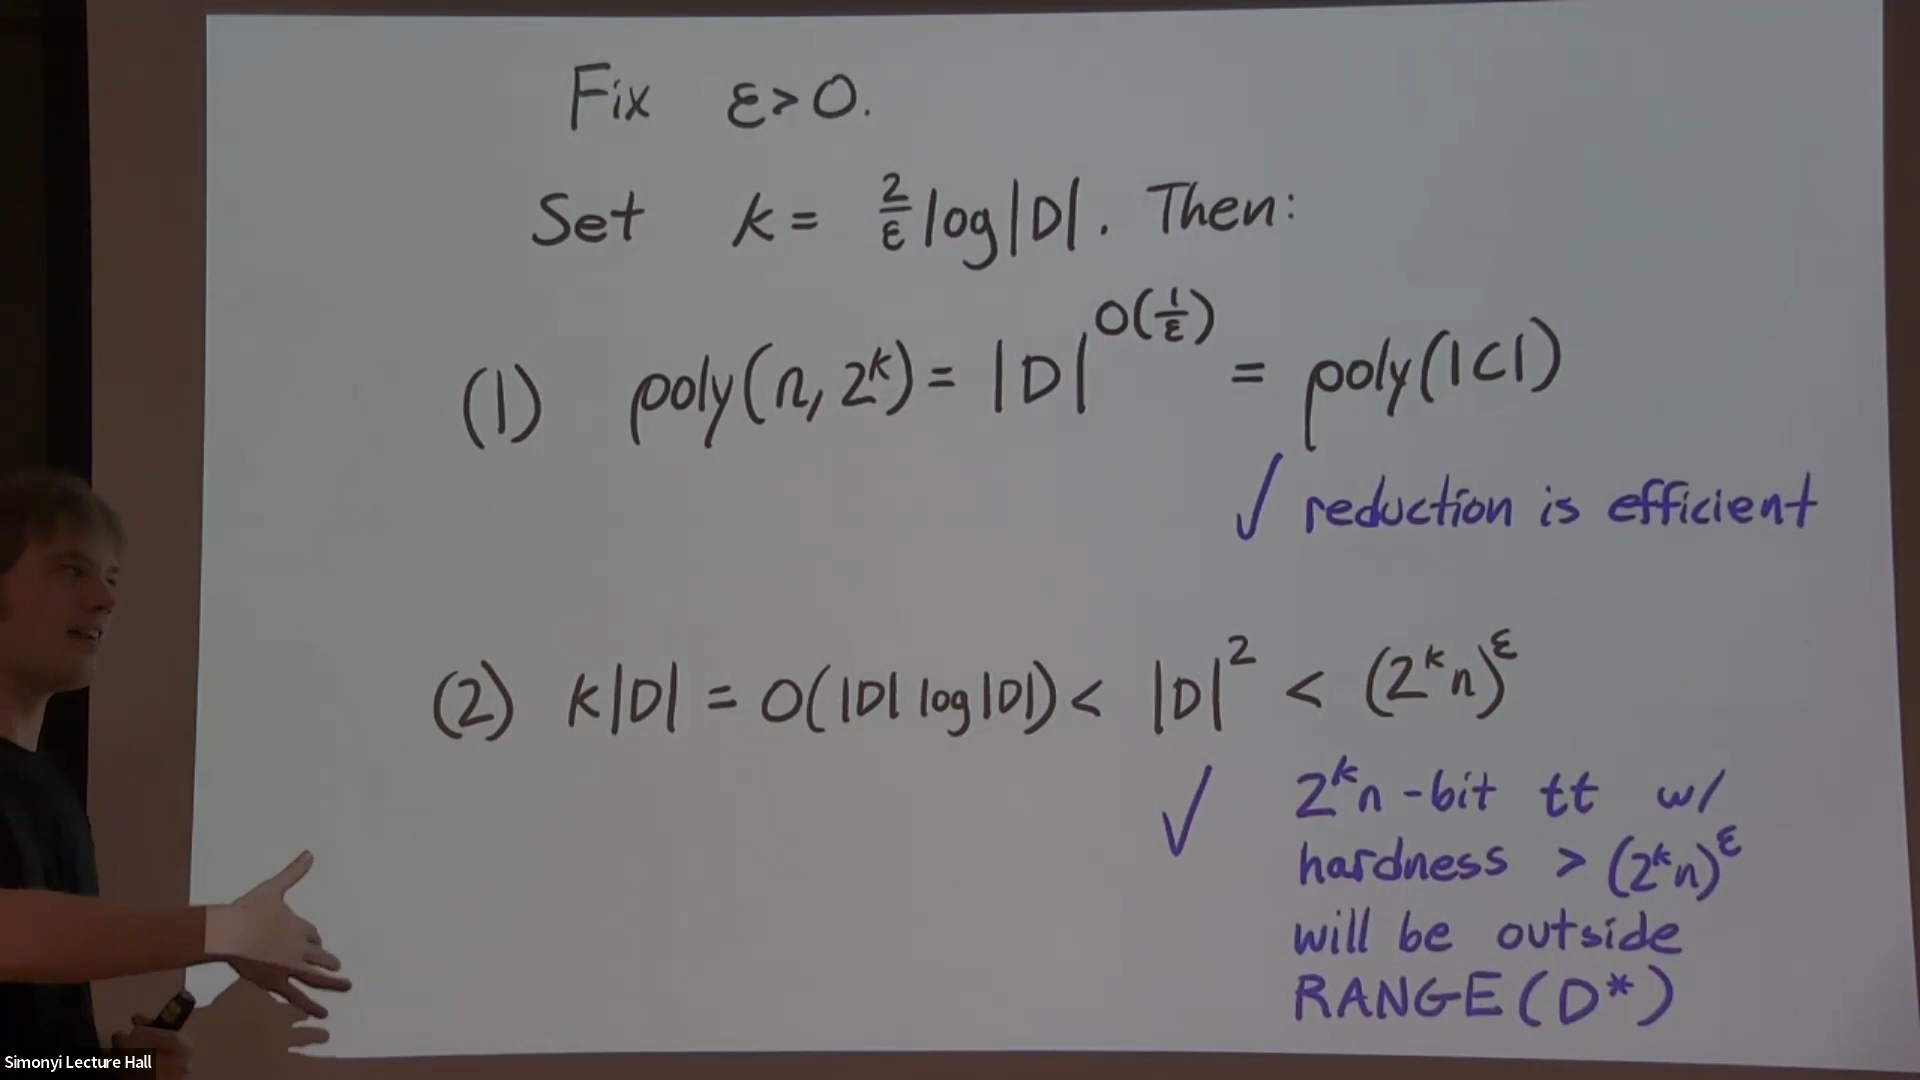 Fix ε>0.
Set k = 2/ε log|D|. Then:
(1) poly(n, 2^k) = |D|^O(1/ε) = poly(|C|)
✓ reduction is efficient
(2) k|D| = O(|D| log|D|) < |D|^2 < (2^k n)^ε
✓ 2^k n-bit tt w/
hardness > (2^k n)^ε
will be outside
RANGE(D*)
Simonyi Lecture Hall